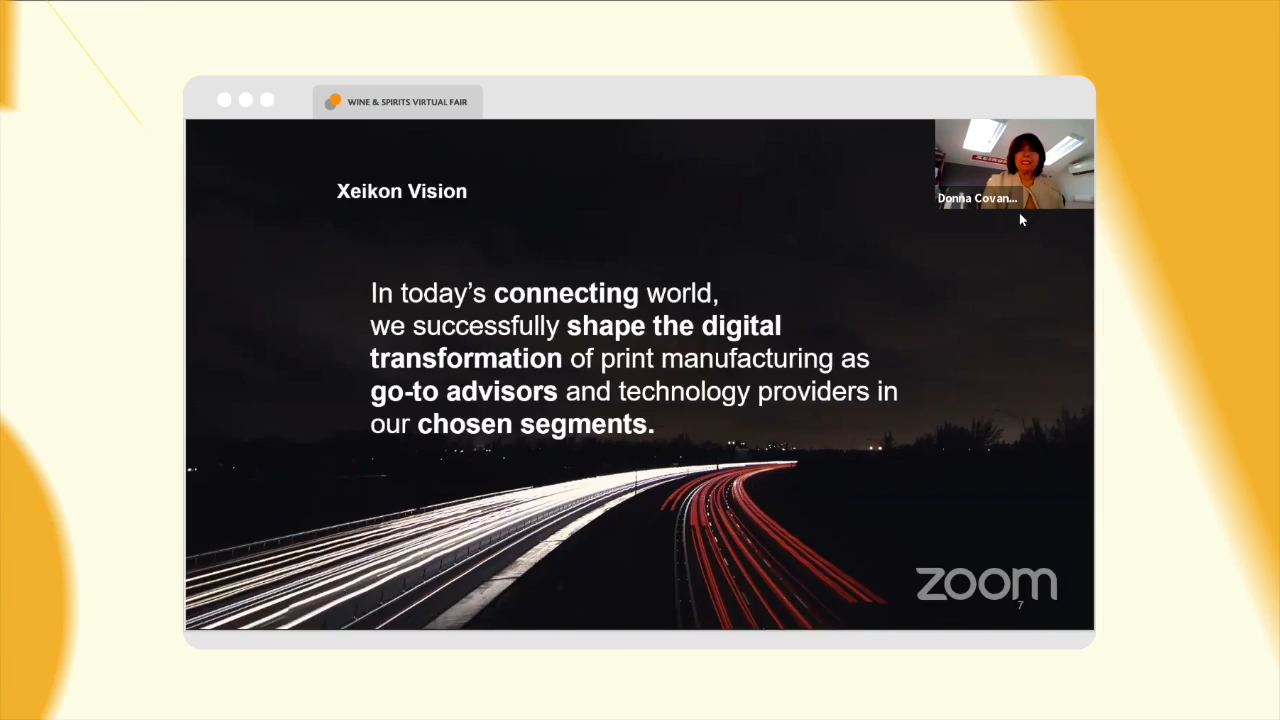 WINE & SPIRITS VIRTUAL FAIR
Xeikon Vision
Donna Covan...
In today’s connecting world,
we successfully shape the digital
transformation of print manufacturing as
go-to advisors and technology providers in
our chosen segments.
zoom
7